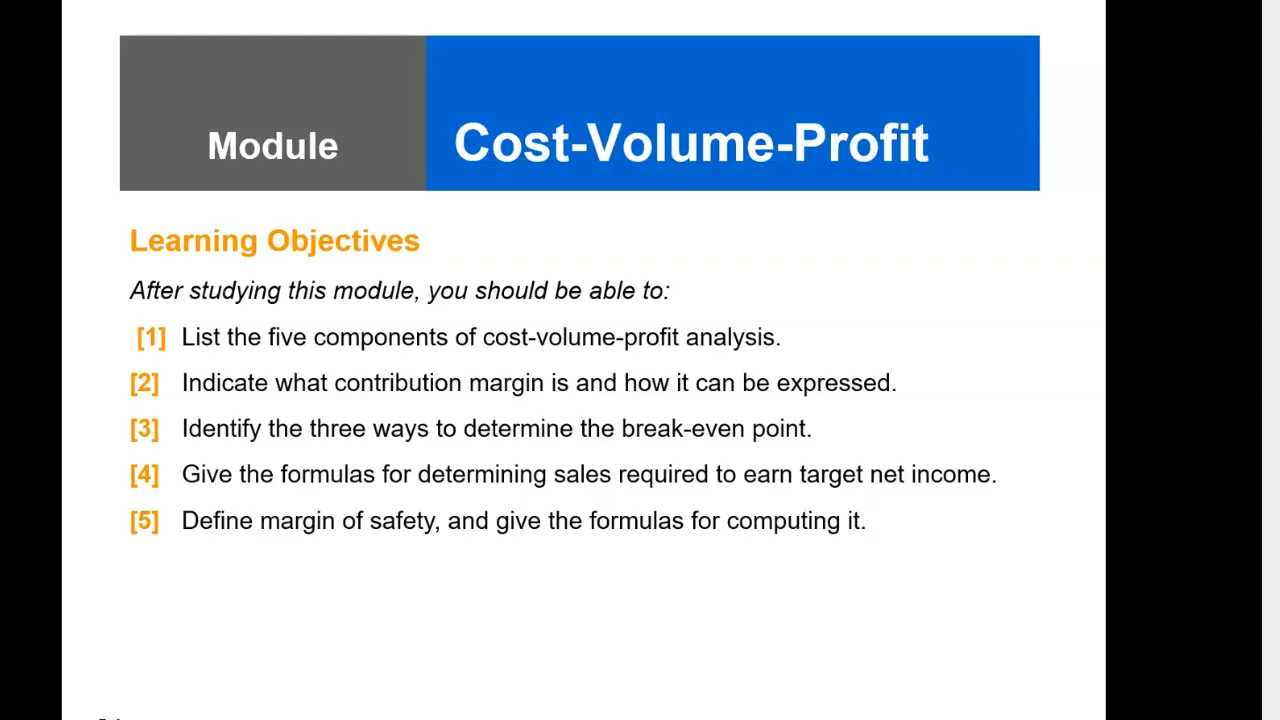 Module
Cost-Volume-Profit
Learning Objectives
After studying this module, you should be able to:
[1] List the five components of cost-volume-profit analysis.
[2] Indicate what contribution margin is and how it can be expressed.
[3] Identify the three ways to determine the break-even point.
[4] Give the formulas for determining sales required to earn target net income.
[5] Define margin of safety, and give the formulas for computing it.